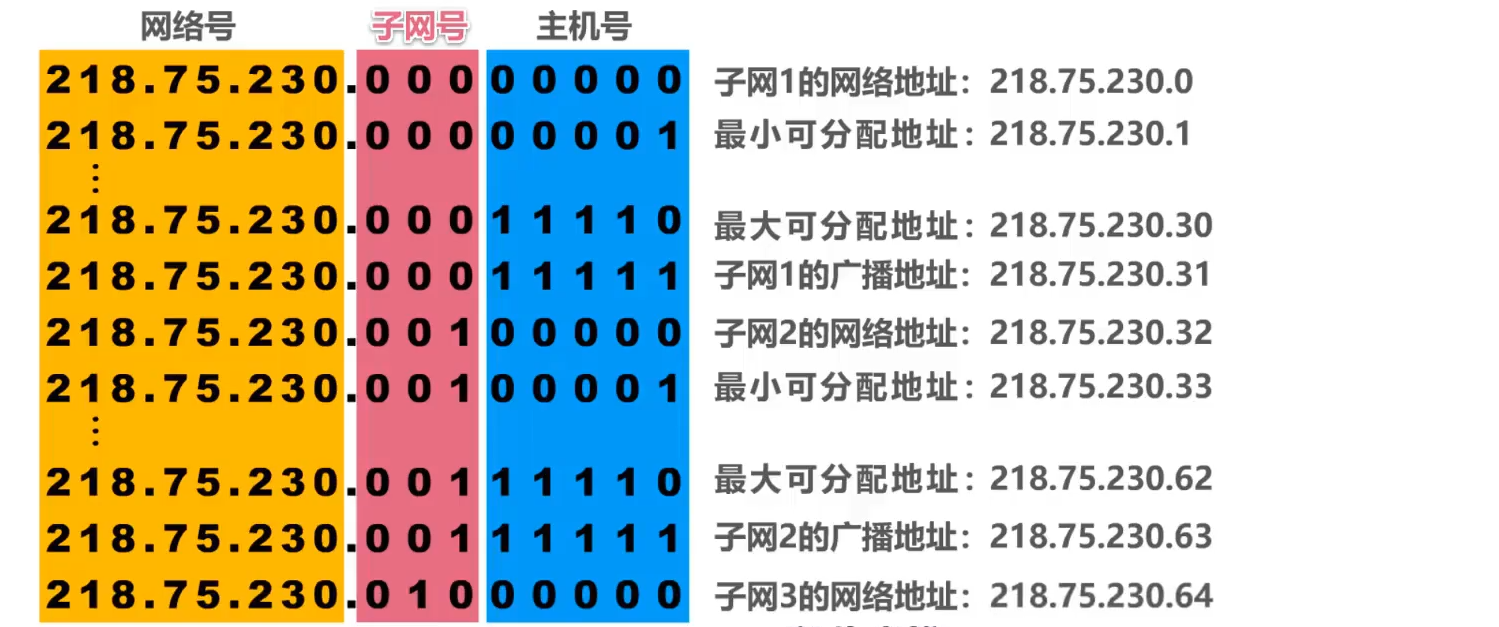 网络号 子网号 主机号
218.75.230.000 00000 子网1的网络地址：218.75.230.0
218.75.230.000 00001 最小可分配地址：218.75.230.1
⋮
218.75.230.000 11110 最大可分配地址：218.75.230.30
218.75.230.000 11111 子网1的广播地址：218.75.230.31
218.75.230.001 00000 子网2的网络地址：218.75.230.32
218.75.230.001 00001 最小可分配地址：218.75.230.33
⋮
218.75.230.001 11110 最大可分配地址：218.75.230.62
218.75.230.001 11111 子网2的广播地址：218.75.230.63
218.75.230.010 00000 子网3的网络地址：218.75.230.64